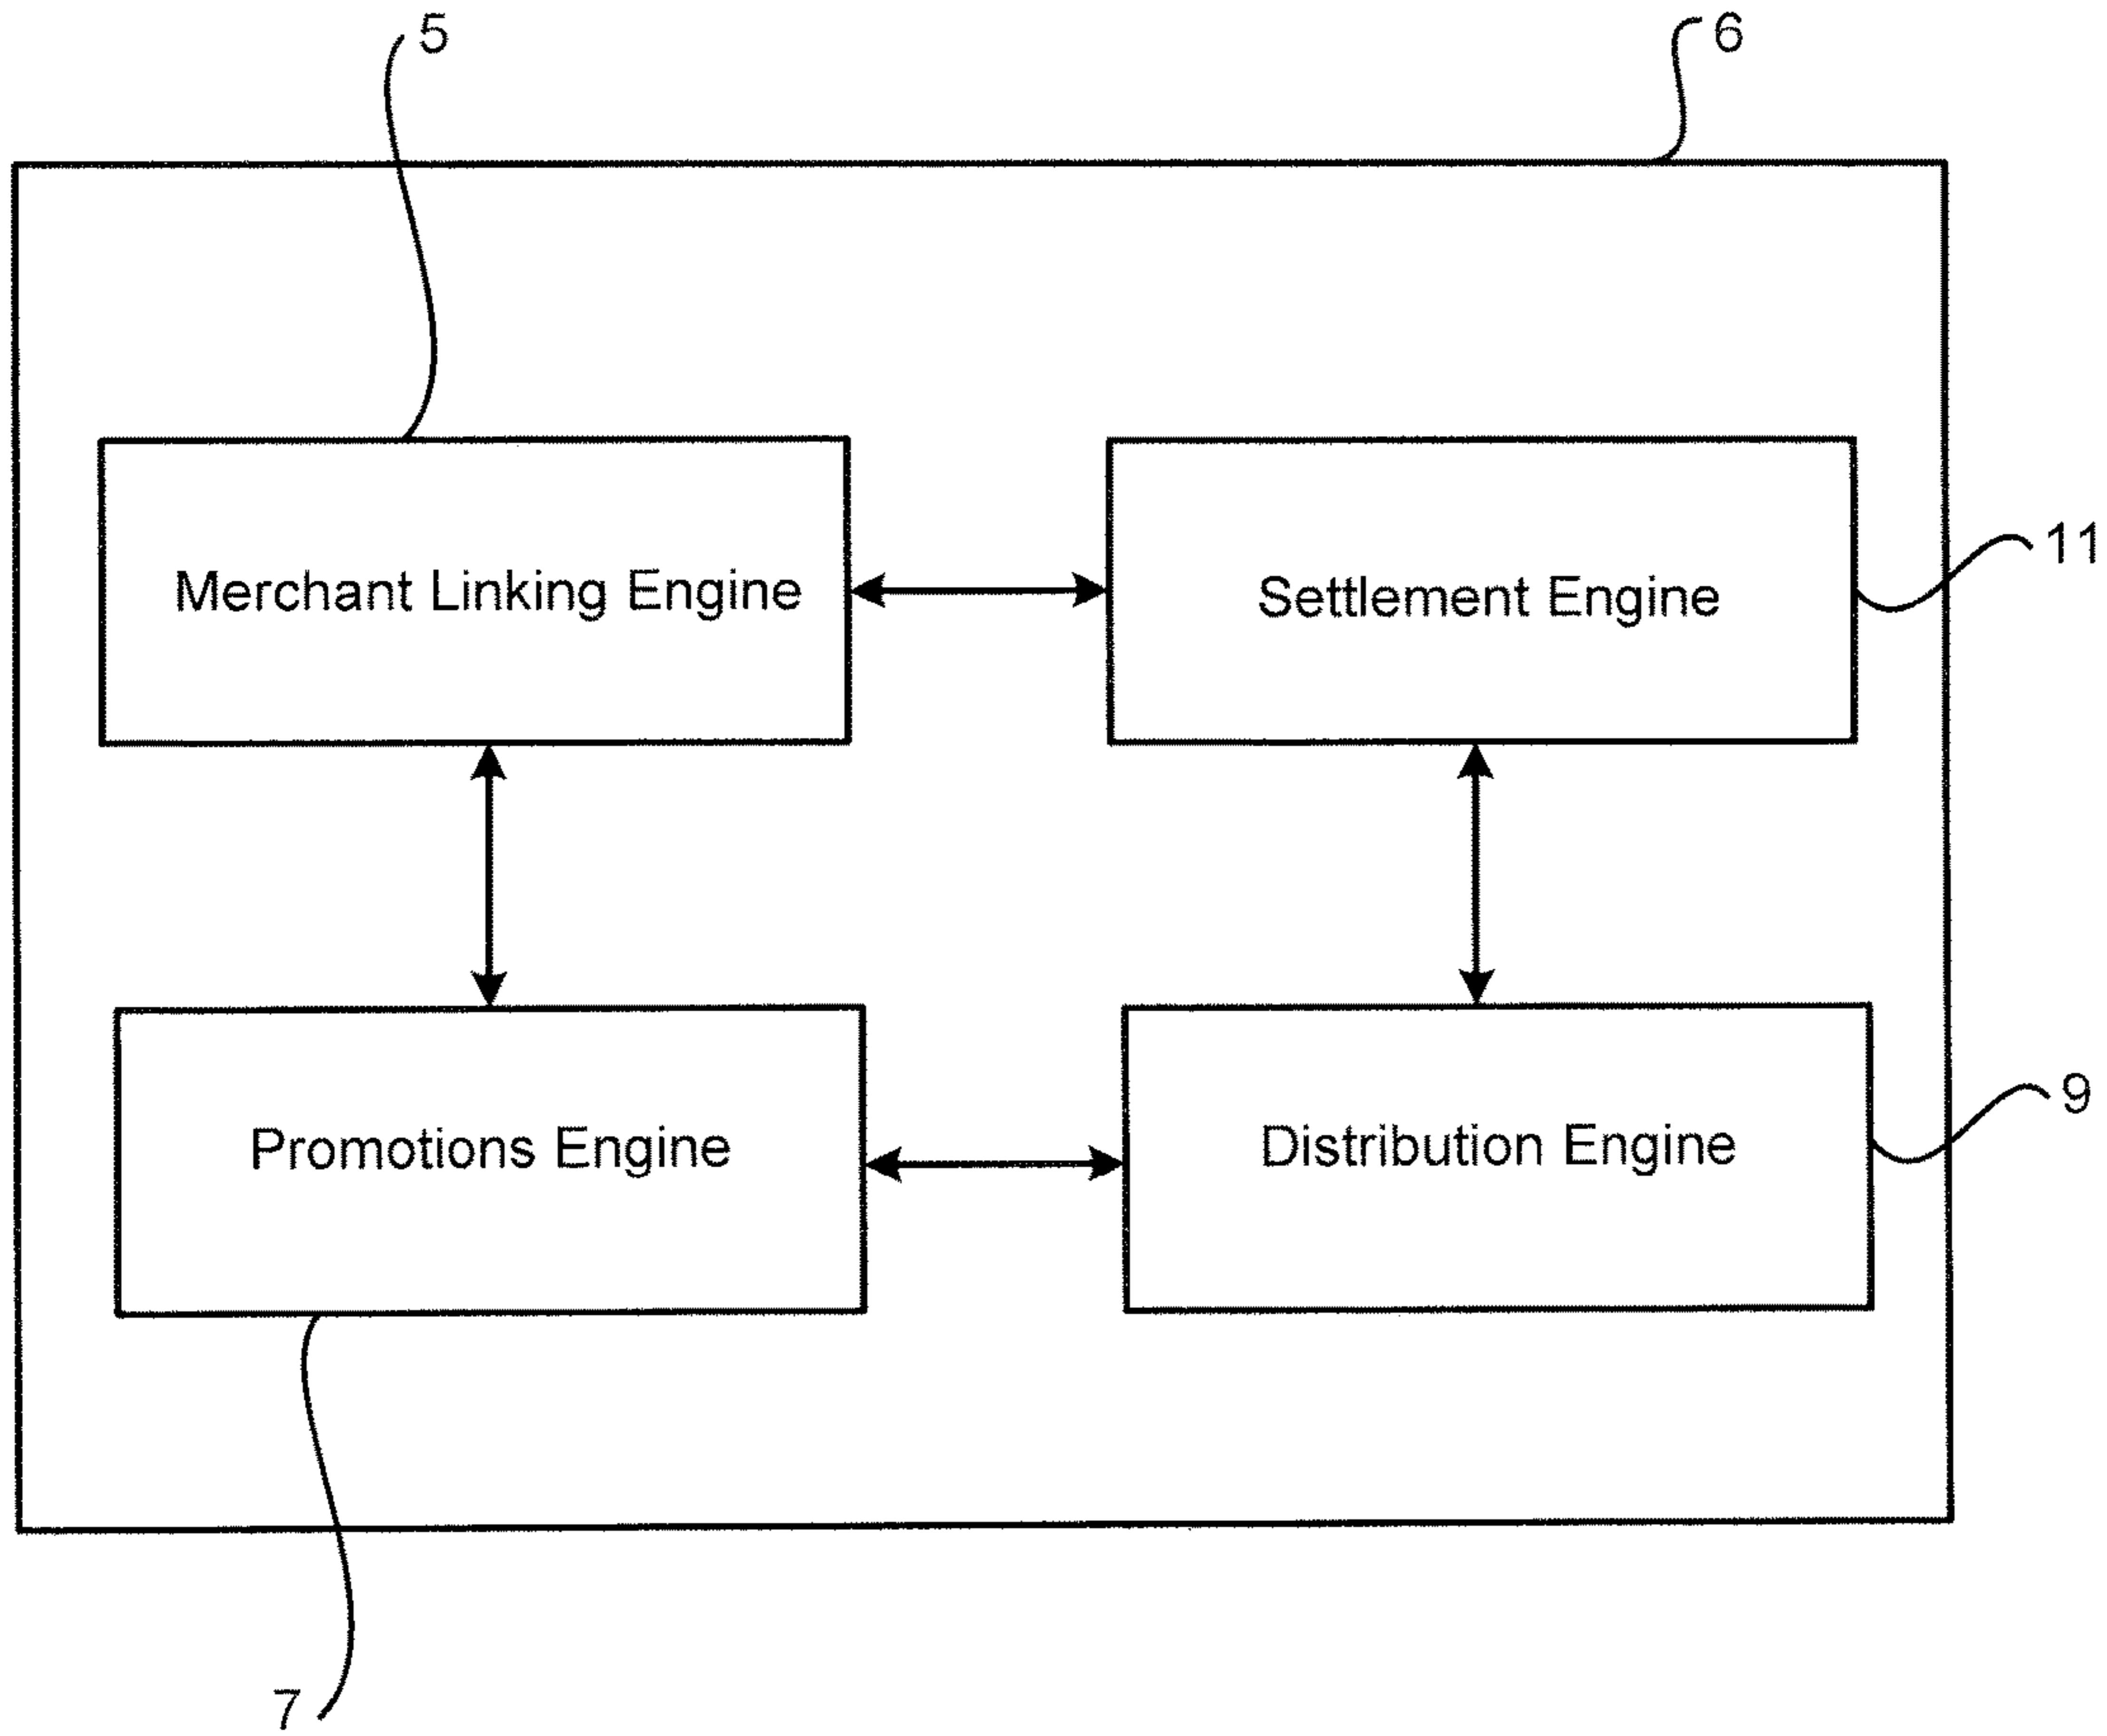 5
6
Merchant Linking Engine
Settlement Engine
11
Promotions Engine
Distribution Engine
9
7